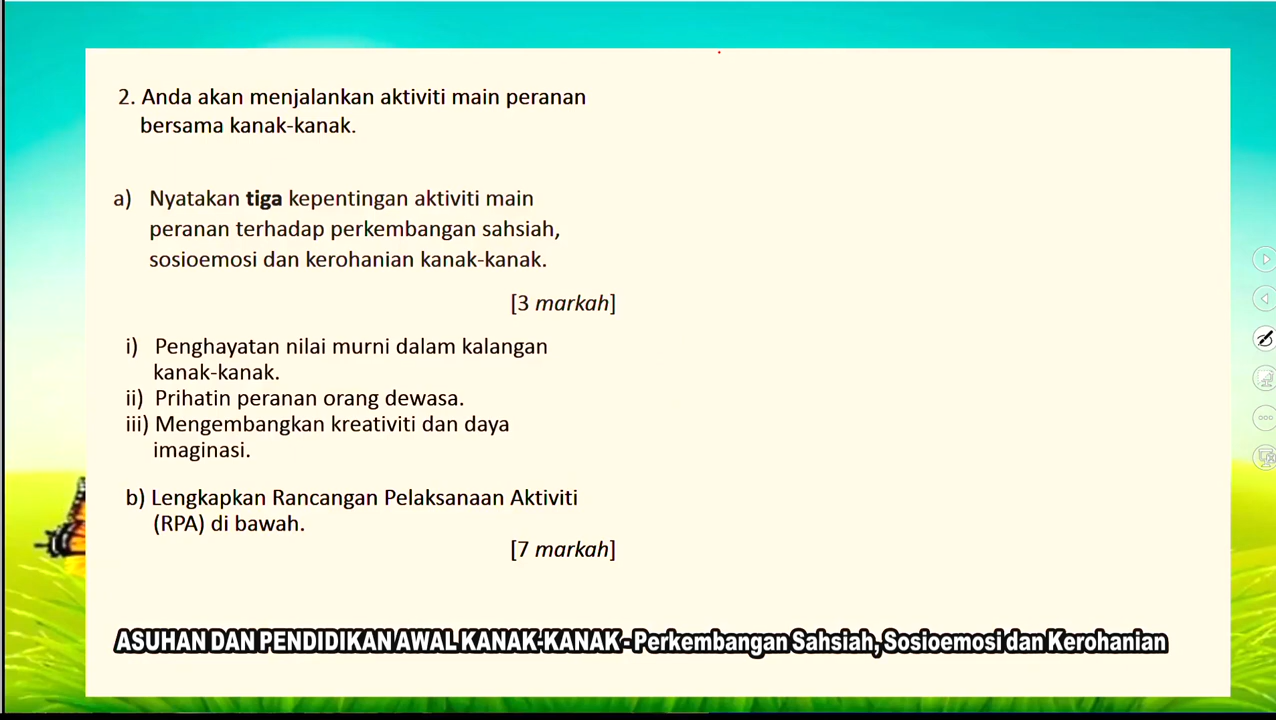 2. Anda akan menjalankan aktiviti main peranan
bersama kanak-kanak.
a) Nyatakan tiga kepentingan aktiviti main
peranan terhadap perkembangan sahsiah,
sosioemosi dan kerohanian kanak-kanak.
[3 markah]
i) Penghayatan nilai murni dalam kalangan
kanak-kanak.
ii) Prihatin peranan orang dewasa.
iii) Mengembangkan kreativiti dan daya
imaginasi.
b) Lengkapkan Rancangan Pelaksanaan Aktiviti
(RPA) di bawah.
[7 markah]
ASUHAN DAN PENDIDIKAN AWAL KANAK-KANAK - Perkembangan Sahsiah, Sosioemosi dan Kerohanian